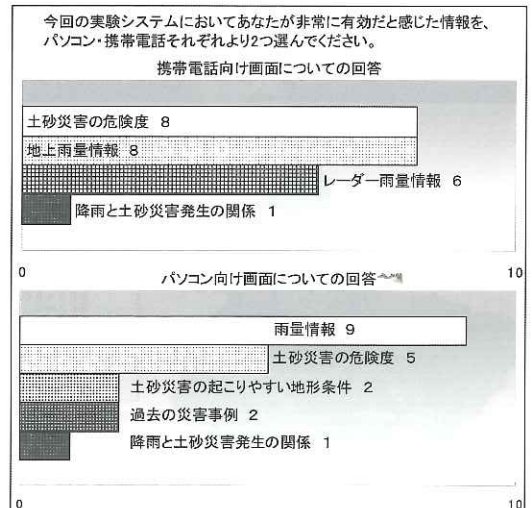 今回の実験システムにおいてあなたが非常に有効だと感じた情報を、
パソコン・携帯電話それぞれより2つ選んでください。
携帯電話向け画面についての回答
土砂災害の危険度 8
地上雨量情報 8
レーダー雨量情報 6
降雨と土砂災害発生の関係 1
0 10
パソコン向け画面についての回答
雨量情報 9
土砂災害の危険度 5
土砂災害の起こりやすい地形条件 2
過去の災害事例 2
降雨と土砂災害発生の関係 1
0 10